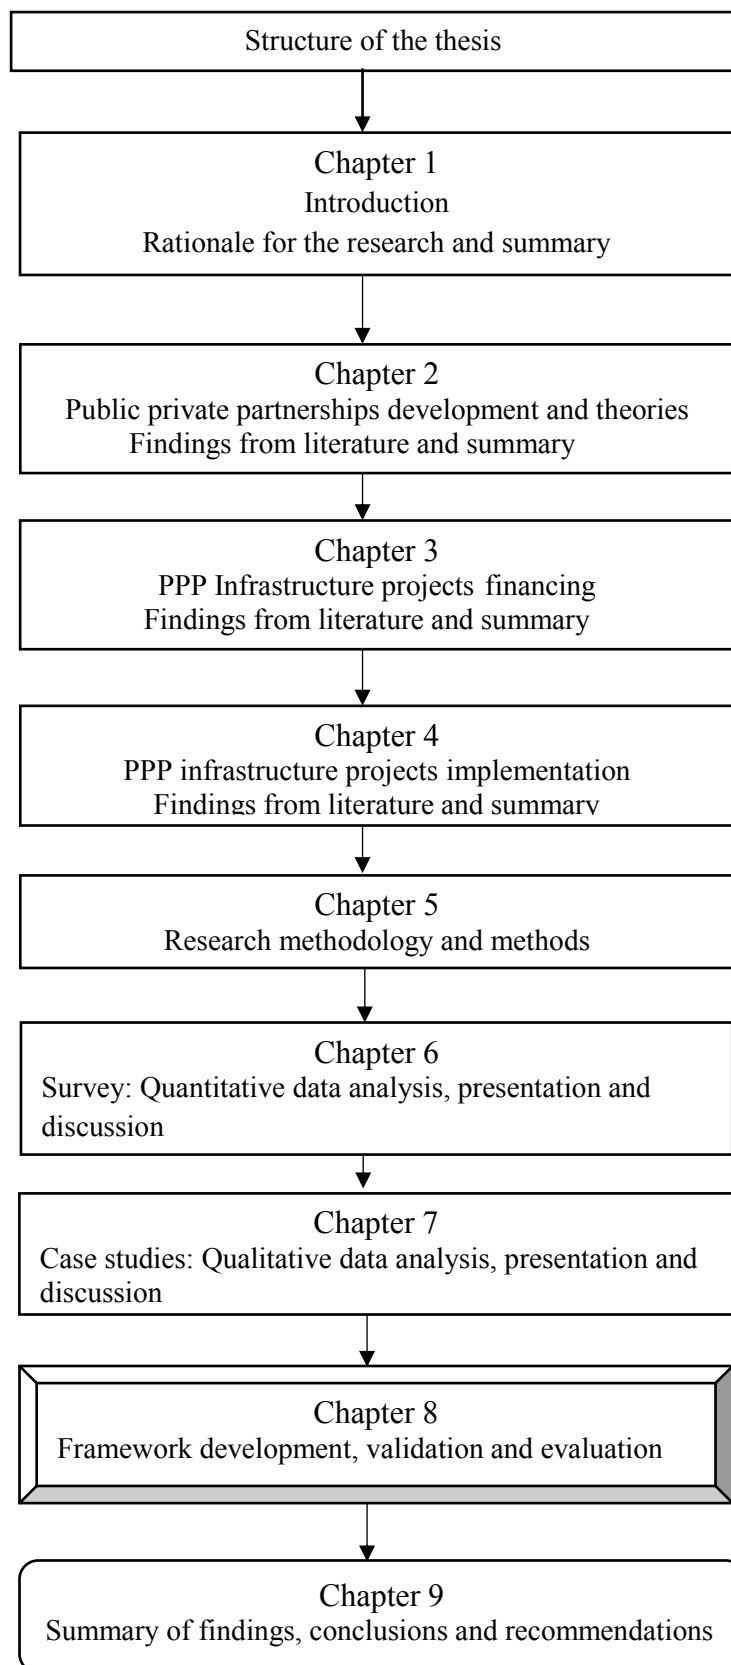 Structure of the thesis
Chapter 1
Introduction
Rationale for the research and summary
Chapter 2
Public private partnerships development and theories
Findings from literature and summary
Chapter 3
PPP Infrastructure projects financing
Findings from literature and summary
Chapter 4
PPP infrastructure projects implementation
Findings from literature and summary
Chapter 5
Research methodology and methods
Chapter 6
Survey: Quantitative data analysis, presentation and
discussion
Chapter 7
Case studies: Qualitative data analysis, presentation and
discussion
Chapter 8
Framework development, validation and evaluation
Chapter 9
Summary of findings, conclusions and recommendations